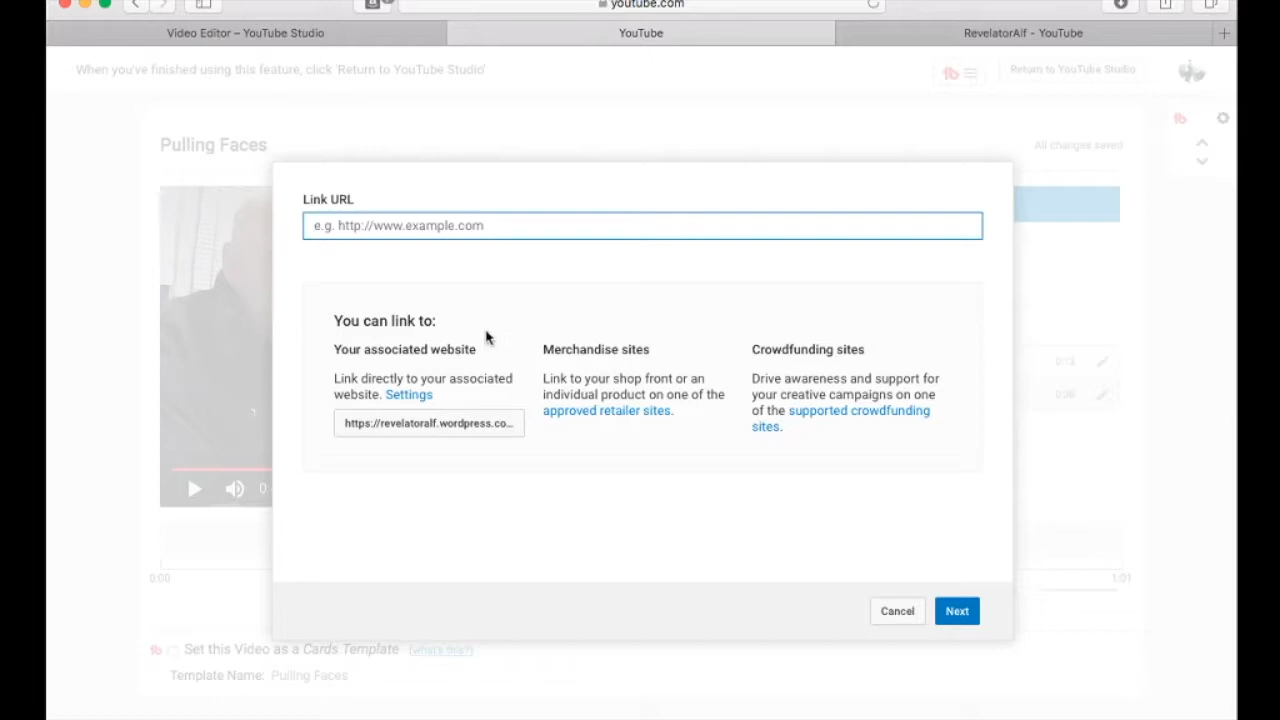 youtube.com
Video Editor – YouTube Studio
YouTube
RevelatorAlf - YouTube
When you've finished using this feature, click 'Return to YouTube Studio'
Return to YouTube Studio
Pulling Faces
All changes saved
Link URL
e.g. http://www.example.com
You can link to:
Your associated website
Link directly to your associated
website. Settings
https://revelatoralf.wordpress.co...
Merchandise sites
Link to your shop front or an
individual product on one of the
approved retailer sites.
Crowdfunding sites
Drive awareness and support for
your creative campaigns on one
of the supported crowdfunding
sites.
0:00
1:01
Cancel
Next
Set this Video as a Cards Template (what's this?)
Template Name: Pulling Faces